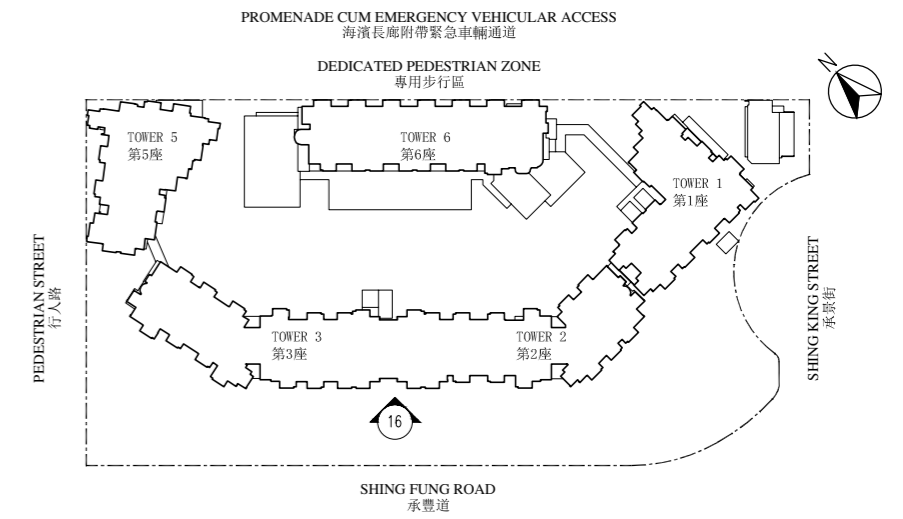 PROMENADE CUM EMERGENCY VEHICULAR ACCESS
海濱長廊附帶緊急車輛通道
DEDICATED PEDESTRIAN ZONE
專用步行區
N
TOWER 5
第5座
TOWER 6
第6座
TOWER 1
第1座
PEDESTRIAN STREET
行人路
SHING KING STREET
承景街
TOWER 3
第3座
TOWER 2
第2座
16
SHING FUNG ROAD
承豐道